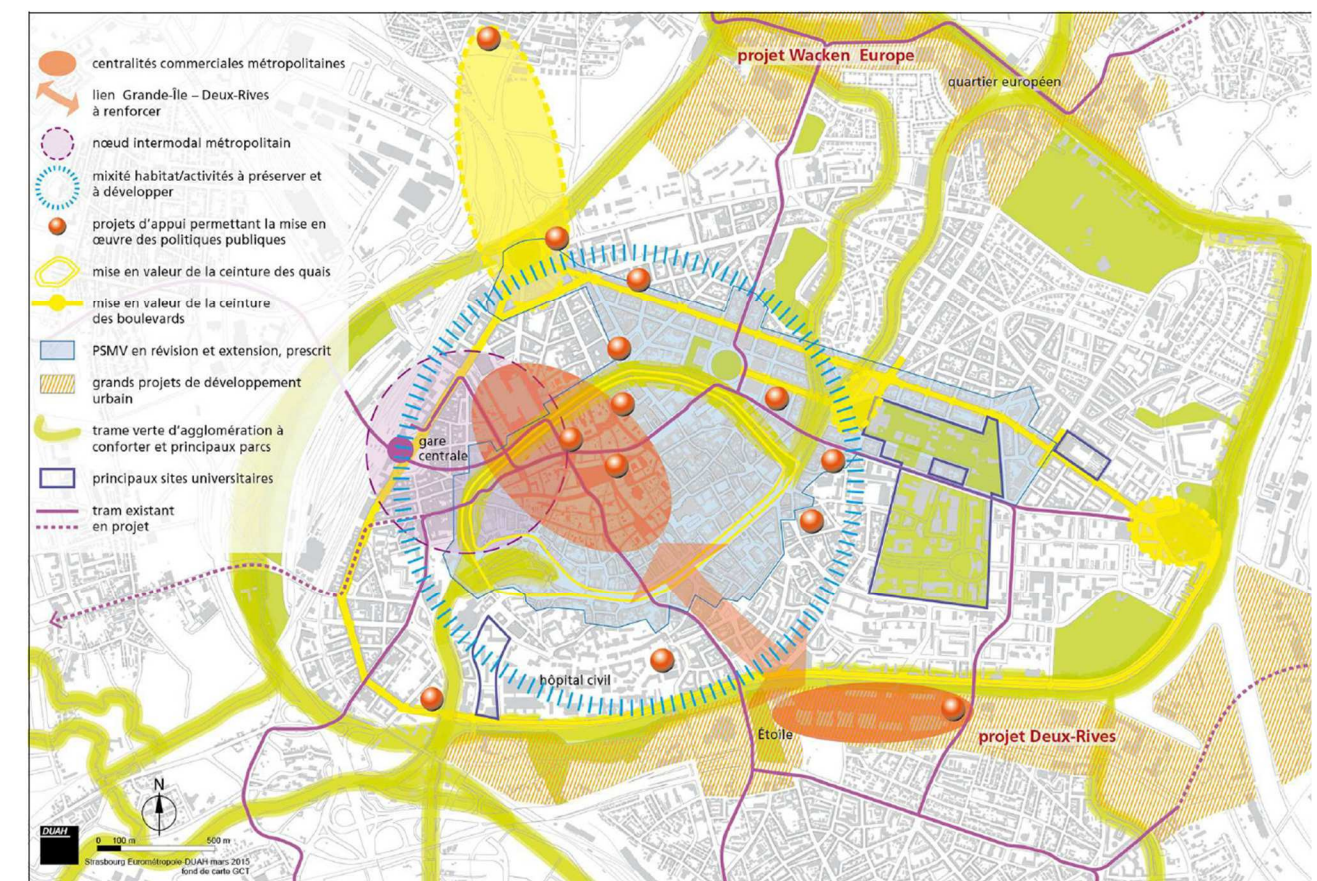 centralités commerciales métropolitaines
lien Grande-Île – Deux-Rives
à renforcer
nœud intermodal métropolitain
mixité habitat/activités à préserver et
à développer
projets d'appui permettant la mise en
œuvre des politiques publiques
mise en valeur de la ceinture des quais
mise en valeur de la ceinture
des boulevards
PSMV en révision et extension, prescrit
grands projets de développement
urbain
trame verte d'agglomération à
conforter et principaux parcs
principaux sites universitaires
tram existant
en projet
projet Wacken Europe
quartier européen
gare
centrale
hôpital civil
Étoile
projet Deux-Rives
N
DUAH
0 100 m 500 m
Strasbourg Eurométropole-DUAH mars 2015
fond de carte GCT